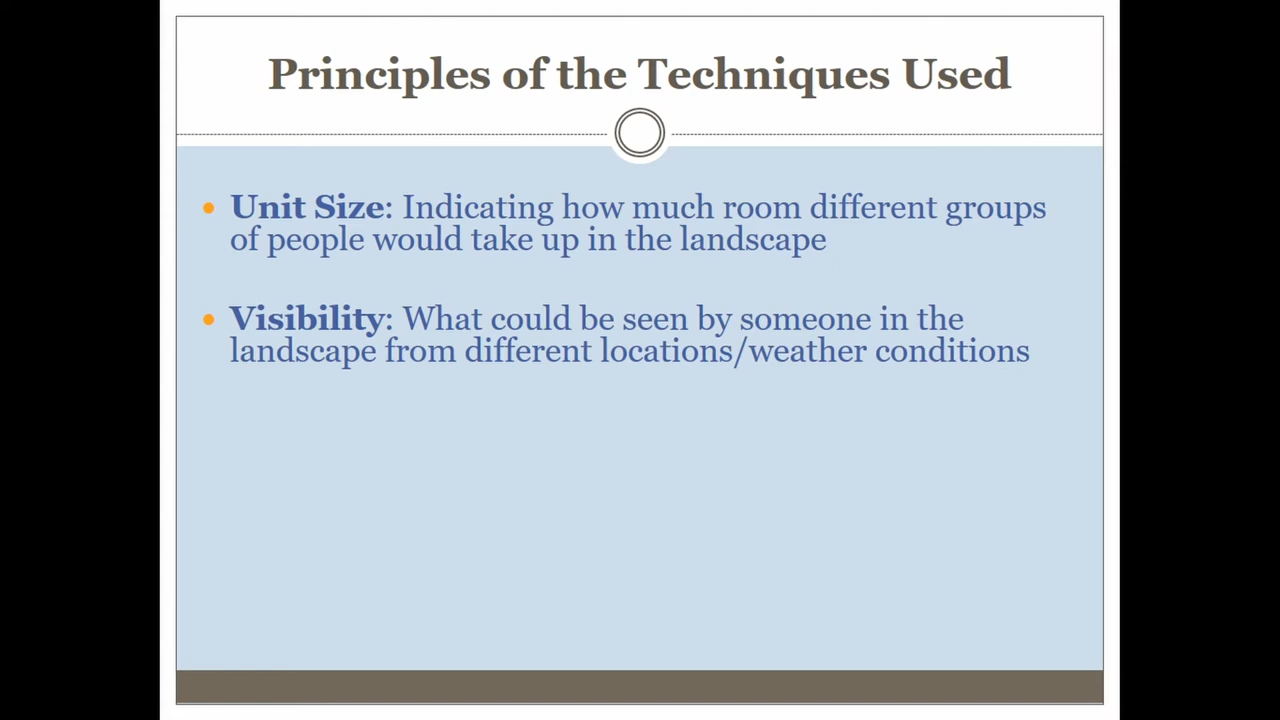 Principles of the Techniques Used
• Unit Size: Indicating how much room different groups
of people would take up in the landscape
• Visibility: What could be seen by someone in the
landscape from different locations/weather conditions